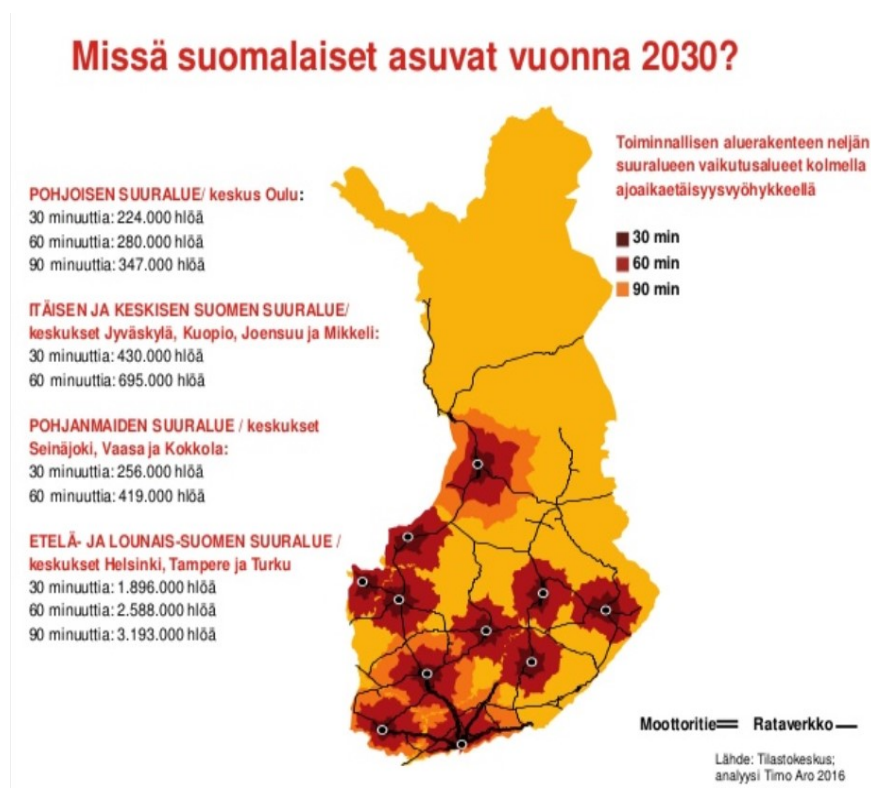 Missä suomalaiset asuvat vuonna 2030?
Toiminnallisen aluerakenteen neljän
suuralueen vaikutusalueet kolmella
ajoaikaetäisyysvyöhykkeellä
30 min
60 min
90 min
POHJOISEN SUURALUE/ keskus Oulu:
30 minuuttia: 224.000 hlöä
60 minuuttia: 280.000 hlöä
90 minuuttia: 347.000 hlöä
ITÄISEN JA KESKISEN SUOMEN SUURALUE/
keskukset Jyväskylä, Kuopio, Joensuu ja Mikkeli:
30 minuuttia: 430.000 hlöä
60 minuuttia: 695.000 hlöä
POHJANMAIDEN SUURALUE / keskukset
Seinäjoki, Vaasa ja Kokkola:
30 minuuttia: 256.000 hlöä
60 minuuttia: 419.000 hlöä
ETELÄ- JA LOUNAIS-SUOMEN SUURALUE /
keskukset Helsinki, Tampere ja Turku
30 minuuttia: 1.896.000 hlöä
60 minuuttia: 2.588.000 hlöä
90 minuuttia: 3.193.000 hlöä
Moottoritie Rataverkko
Lähde: Tilastokeskus;
analyysi Timo Aro 2016